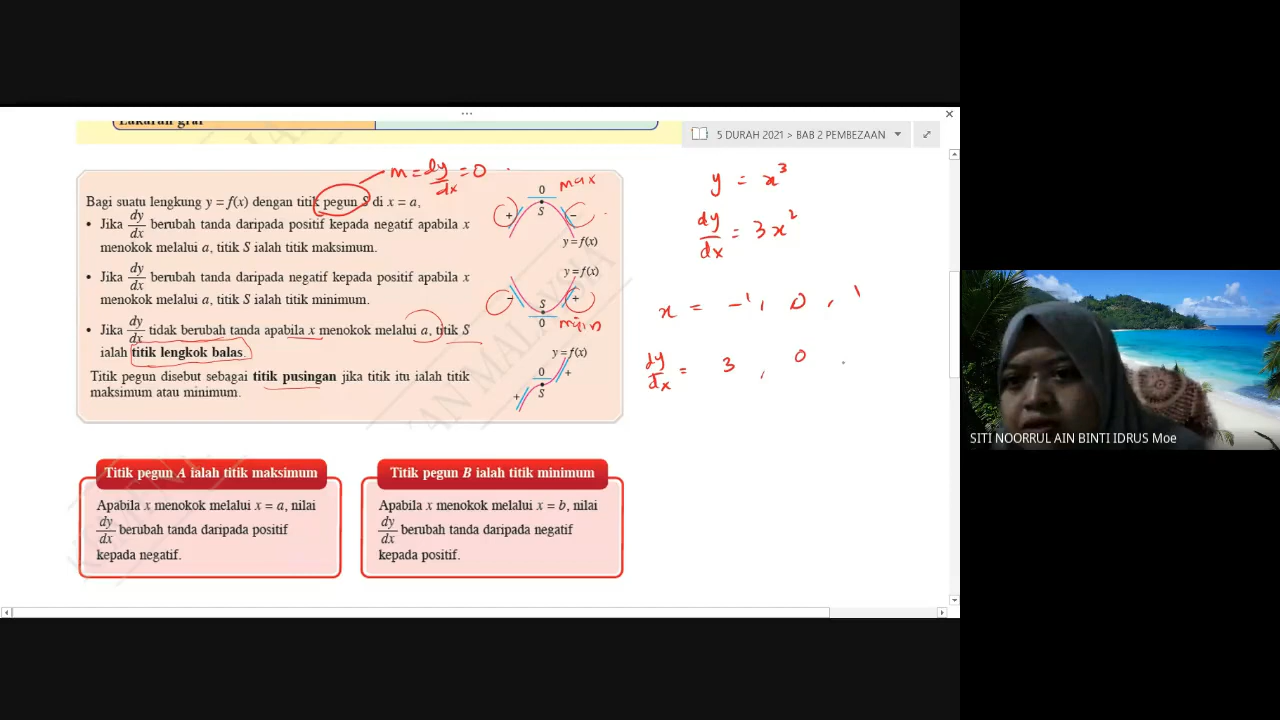 Lakaran graf
5 DURAH 2021 > BAB 2 PEMBEZAAN
m = dy/dx = 0
Bagi suatu lengkung y = f(x) dengan titik pegun S di x = a,
• Jika dy/dx berubah tanda daripada positif kepada negatif apabila x
menokok melalui a, titik S ialah titik maksimum.
• Jika dy/dx berubah tanda daripada negatif kepada positif apabila x
menokok melalui a, titik S ialah titik minimum.
• Jika dy/dx tidak berubah tanda apabila x menokok melalui a, titik S
ialah titik lengkok balas.
Titik pegun disebut sebagai titik pusingan jika titik itu ialah titik
maksimum atau minimum.
0 max
+ S −
y = f(x)
y = f(x)
− S +
0 min
y = f(x)
0 +
+ S
y = x³
dy/dx = 3x²
x = -1, 0, 1
dy/dx = 3, 0
Titik pegun A ialah titik maksimum
Apabila x menokok melalui x = a, nilai
dy/dx berubah tanda daripada positif
kepada negatif.
Titik pegun B ialah titik minimum
Apabila x menokok melalui x = b, nilai
dy/dx berubah tanda daripada negatif
kepada positif.
SITI NOORRUL AIN BINTI IDRUS Moe